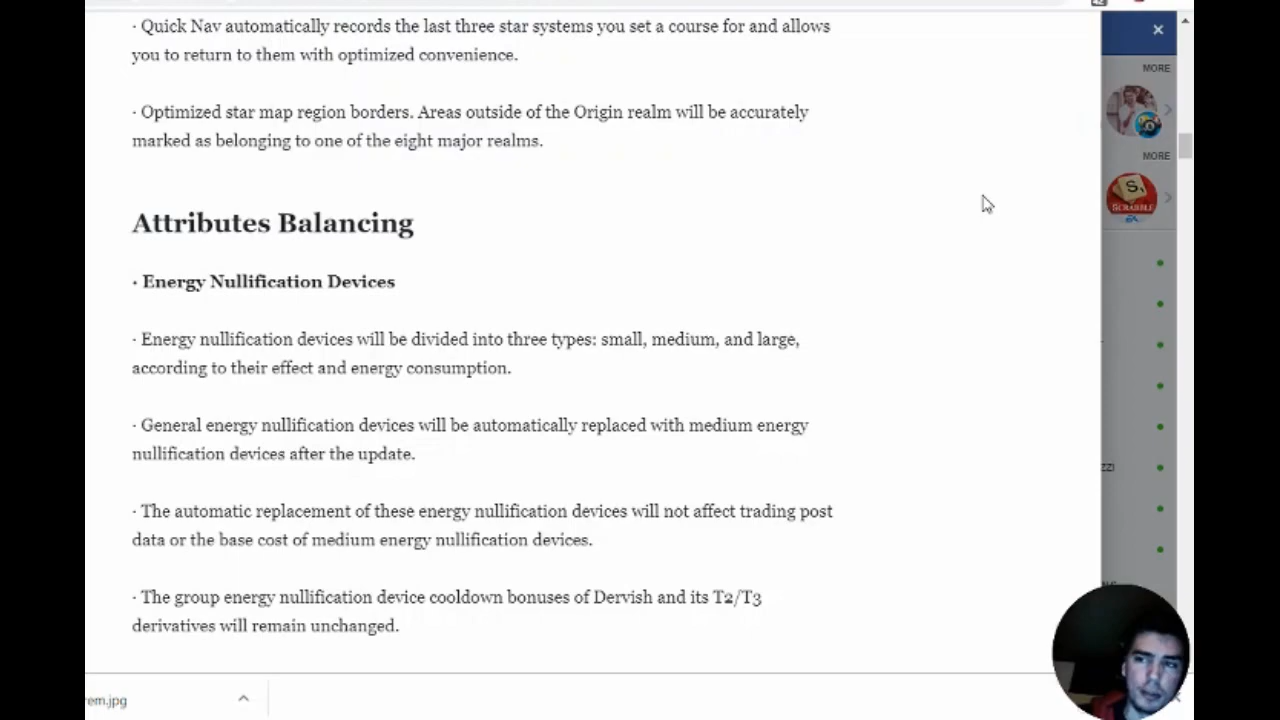 · Quick Nav automatically records the last three star systems you set a course for and allows
you to return to them with optimized convenience.
· Optimized star map region borders. Areas outside of the Origin realm will be accurately
marked as belonging to one of the eight major realms.
Attributes Balancing
· Energy Nullification Devices
· Energy nullification devices will be divided into three types: small, medium, and large,
according to their effect and energy consumption.
· General energy nullification devices will be automatically replaced with medium energy
nullification devices after the update.
· The automatic replacement of these energy nullification devices will not affect trading post
data or the base cost of medium energy nullification devices.
· The group energy nullification device cooldown bonuses of Dervish and its T2/T3
derivatives will remain unchanged.
MORE
MORE
S
SCRABBLE
EA
ZZI
rem.jpg